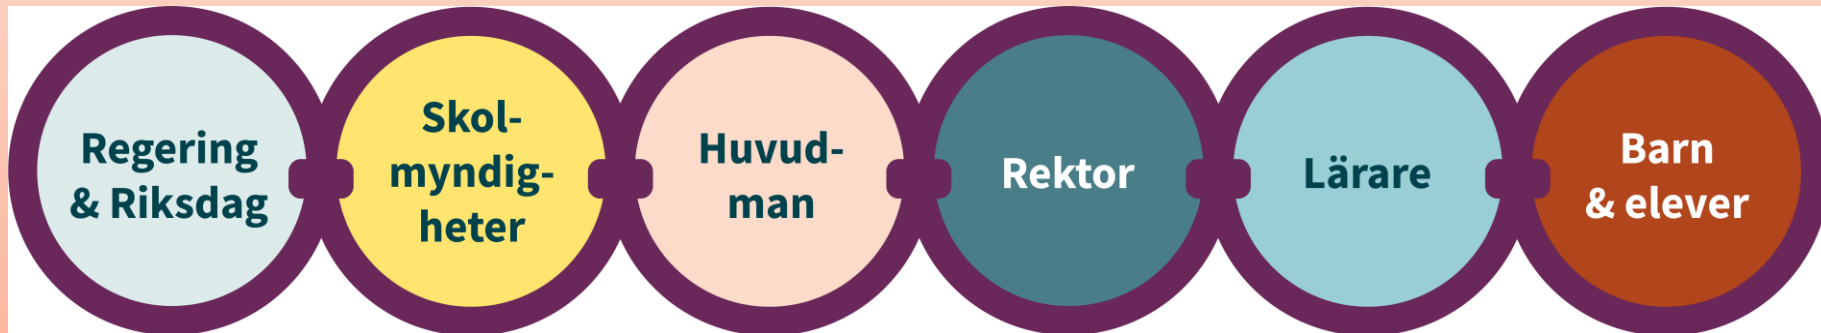 Regering
& Riksdag
Skol-
myndig-
heter
Huvud-
man
Rektor
Lärare
Barn
& elever